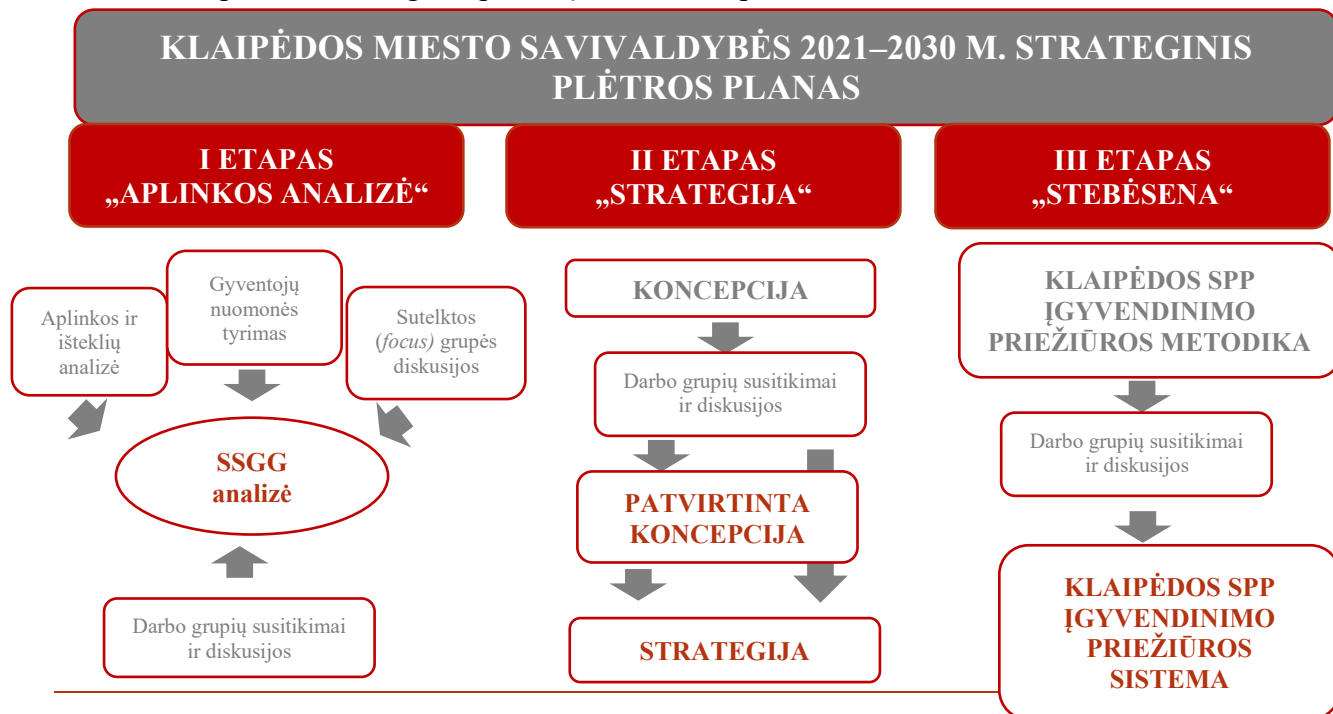 KLAIPĖDOS MIESTO SAVIVALDYBĖS 2021–2030 M. STRATEGINIS
PLĖTROS PLANAS
I ETAPAS
„APLINKOS ANALIZĖ“
Aplinkos ir
išteklių
analizė
Gyventojų
nuomonės
tyrimas
Sutelktos
(focus) grupės
diskusijos
SSGG
analizė
Darbo grupių susitikimai
ir diskusijos
II ETAPAS
„STRATEGIJA“
KONCEPCIJA
Darbo grupių susitikimai
ir diskusijos
PATVIRTINTA
KONCEPCIJA
STRATEGIJA
III ETAPAS
„STEBĖSENA“
KLAIPĖDOS SPP
ĮGYVENDINIMO
PRIEŽIŪROS METODIKA
Darbo grupių susitikimai
ir diskusijos
KLAIPĖDOS SPP
ĮGYVENDINIMO
PRIEŽIŪROS
SISTEMA